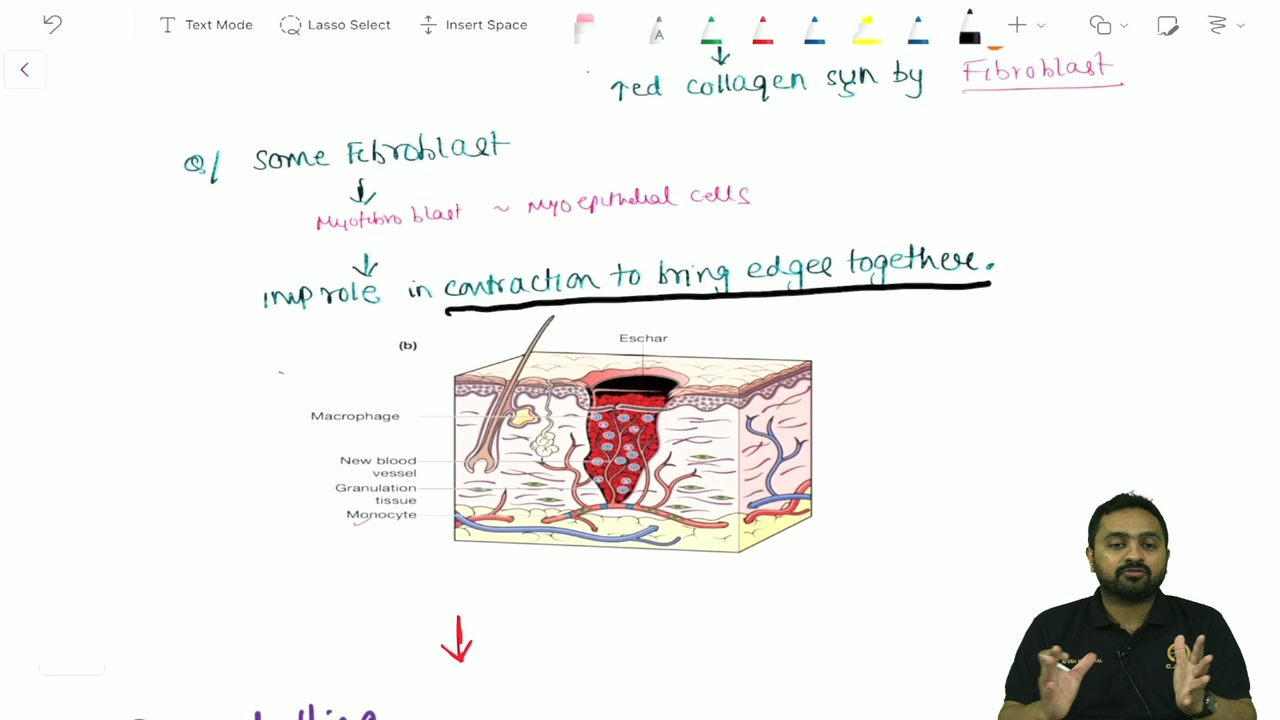 Text Mode
Lasso Select
Insert Space
A
↑ed collagen syn by Fibroblast
Q/ some Fibroblast
Myofibroblast ~ Myoepithelial cells
imp role in contraction to bring edges together.
(b)
Eschar
Macrophage
New blood
vessel
Granulation
tissue
Monocyte